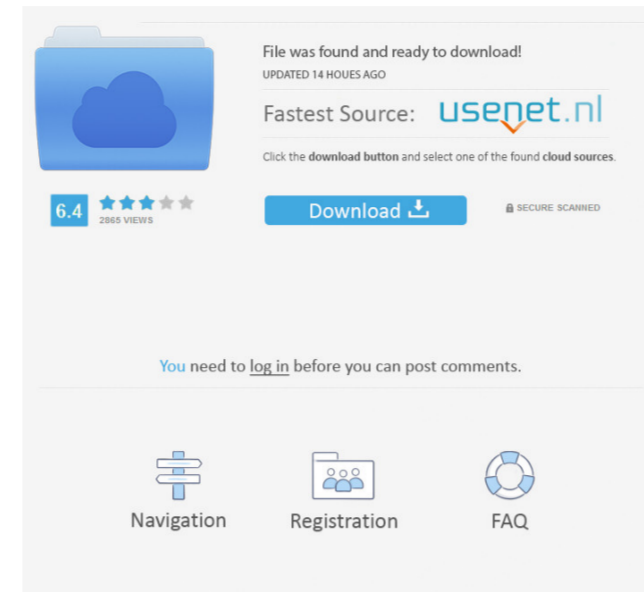 File was found and ready to download!
UPDATED 14 HOUES AGO
Fastest Source: usenet.nl
Click the download button and select one of the found cloud sources.
6.4
2865 VIEWS
Download
SECURE SCANNED
You need to log in before you can post comments.
Navigation
Registration
FAQ